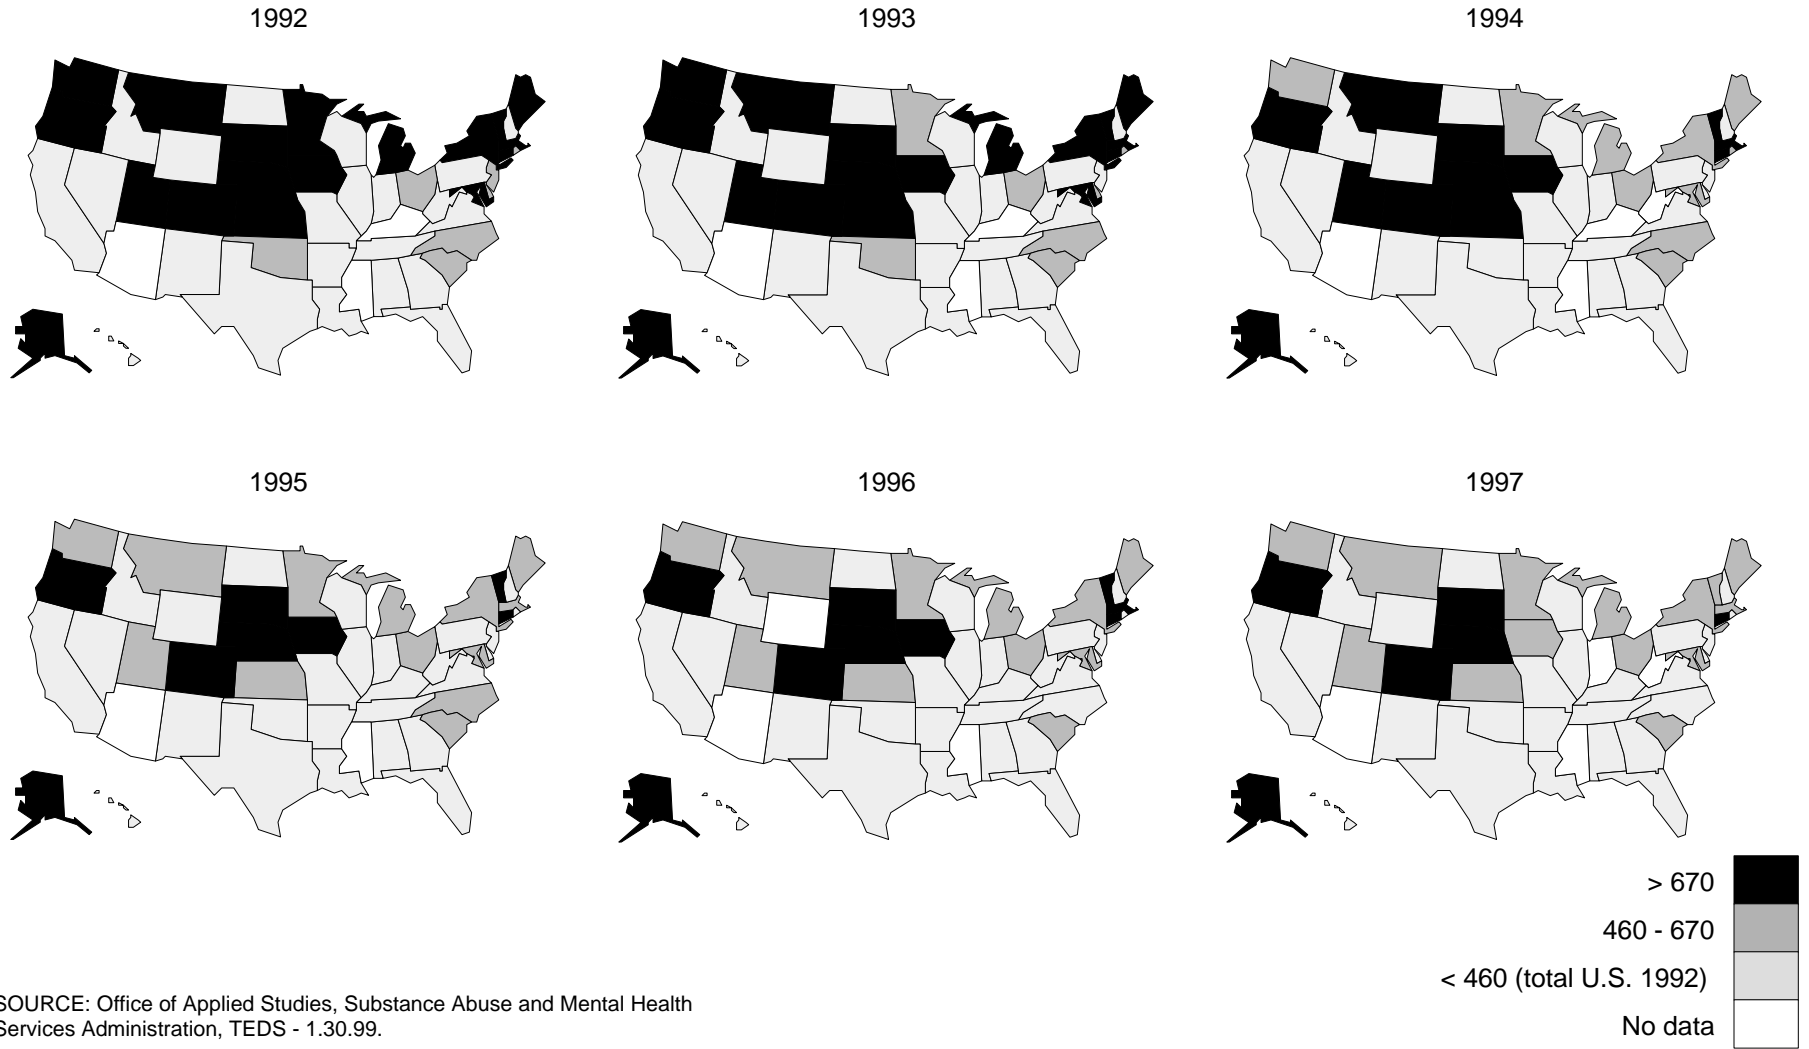 1992
1993
1994
1995
1996
1997
> 670
460 - 670
< 460 (total U.S. 1992)
No data
SOURCE: Office of Applied Studies, Substance Abuse and Mental Health
Services Administration, TEDS - 1.30.99.